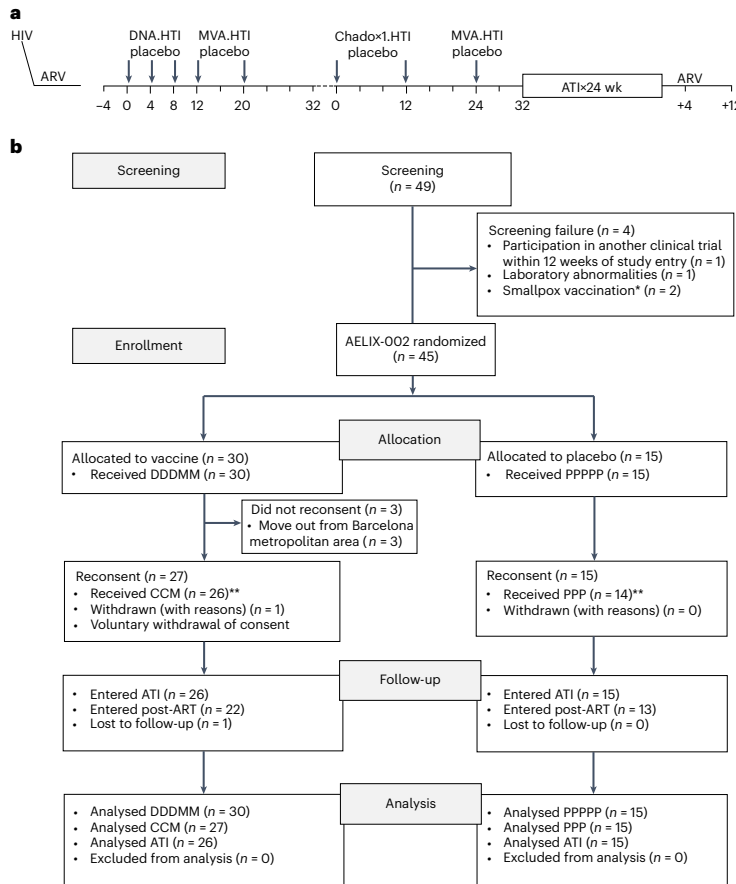 a
HIV
ARV
DNA.HTI
placebo
MVA.HTI
placebo
Chado×1.HTI
placebo
MVA.HTI
placebo
ATI×24 wk
ARV
−4 0 4 8 12 20 32 0 12 24 32 +4 +12
b
Screening
Screening
(n = 49)
Screening failure (n = 4)
• Participation in another clinical trial
within 12 weeks of study entry (n = 1)
• Laboratory abnormalities (n = 1)
• Smallpox vaccination* (n = 2)
Enrollment
AELIX-002 randomized
(n = 45)
Allocation
Allocated to vaccine (n = 30)
• Received DDDMM (n = 30)
Allocated to placebo (n = 15)
• Received PPPPP (n = 15)
Did not reconsent (n = 3)
• Move out from Barcelona
metropolitan area (n = 3)
Reconsent (n = 27)
• Received CCM (n = 26)**
• Withdrawn (with reasons) (n = 1)
• Voluntary withdrawal of consent
Reconsent (n = 15)
• Received PPP (n = 14)**
• Withdrawn (with reasons) (n = 0)
Follow-up
• Entered ATI (n = 26)
• Entered post-ART (n = 22)
• Lost to follow-up (n = 1)
• Entered ATI (n = 15)
• Entered post-ART (n = 13)
• Lost to follow-up (n = 0)
Analysis
• Analysed DDDMM (n = 30)
• Analysed CCM (n = 27)
• Analysed ATI (n = 26)
• Excluded from analysis (n = 0)
• Analysed PPPPP (n = 15)
• Analysed PPP (n = 15)
• Analysed ATI (n = 15)
• Excluded from analysis (n = 0)